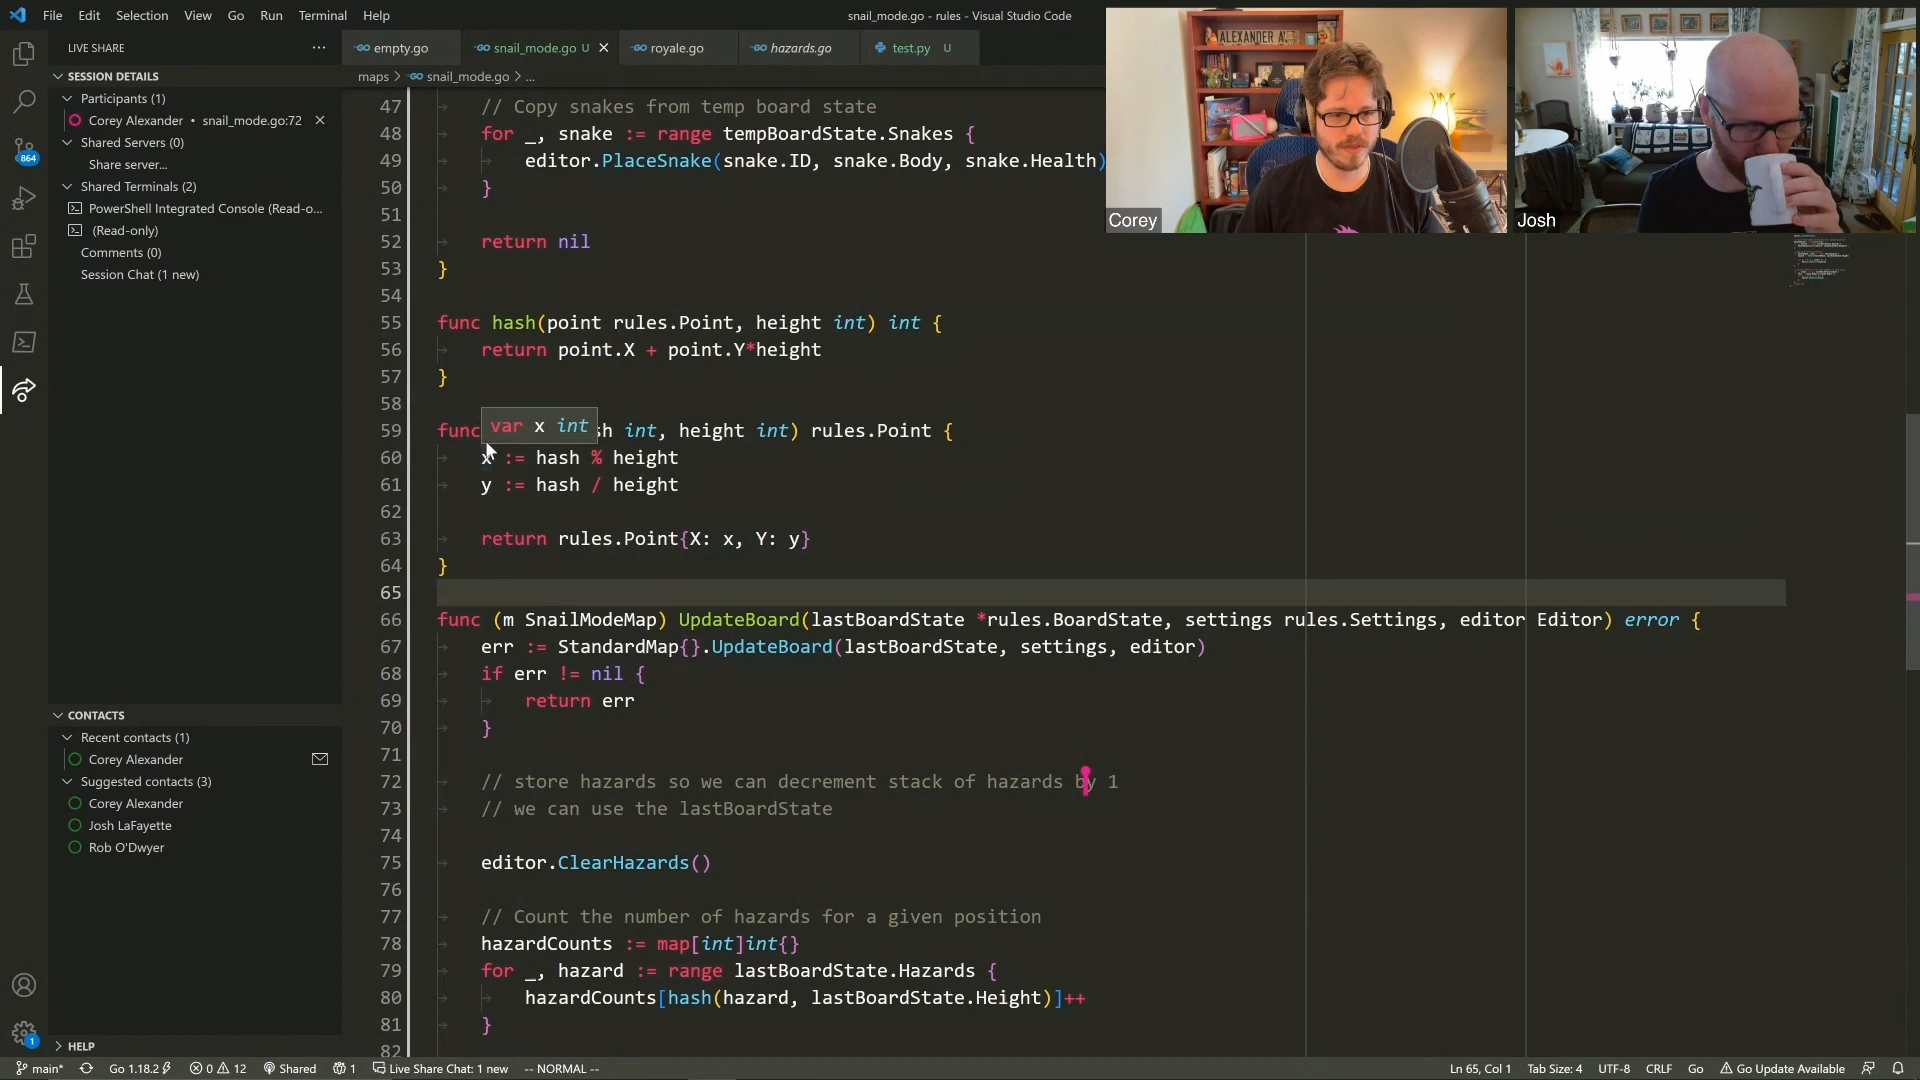 File Edit Selection View Go Run Terminal Help
snail_mode.go - rules - Visual Studio Code
LIVE SHARE
empty.go
snail_mode.go U
royale.go
hazards.go
test.py U
SESSION DETAILS
Participants (1)
Corey Alexander • snail_mode.go:72
Shared Servers (0)
Share server...
Shared Terminals (2)
PowerShell Integrated Console (Read-o...
(Read-only)
Comments (0)
Session Chat (1 new)
864
CONTACTS
Recent contacts (1)
Corey Alexander
Suggested contacts (3)
Corey Alexander
Josh LaFayette
Rob O'Dwyer
HELP
1
maps > snail_mode.go > ...
47 // Copy snakes from temp board state
48 for _, snake := range tempBoardState.Snakes {
49 editor.PlaceSnake(snake.ID, snake.Body, snake.Health)
50 }
51
52 return nil
53 }
54
55 func hash(point rules.Point, height int) int {
56 return point.X + point.Y*height
57 }
58
var x int
59 func sh int, height int) rules.Point {
60 x := hash % height
61 y := hash / height
62
63 return rules.Point{X: x, Y: y}
64 }
65
66 func (m SnailModeMap) UpdateBoard(lastBoardState *rules.BoardState, settings rules.Settings, editor Editor) error {
67 err := StandardMap{}.UpdateBoard(lastBoardState, settings, editor)
68 if err != nil {
69 return err
70 }
71
72 // store hazards so we can decrement stack of hazards by 1
73 // we can use the lastBoardState
74
75 editor.ClearHazards()
76
77 // Count the number of hazards for a given position
78 hazardCounts := map[int]int{}
79 for _, hazard := range lastBoardState.Hazards {
80 hazardCounts[hash(hazard, lastBoardState.Height)]++
81 }
82
Corey
Josh
main* Go 1.18.2 0 12 Shared 1 Live Share Chat: 1 new -- NORMAL --
Ln 65, Col 1 Tab Size: 4 UTF-8 CRLF Go Go Update Available